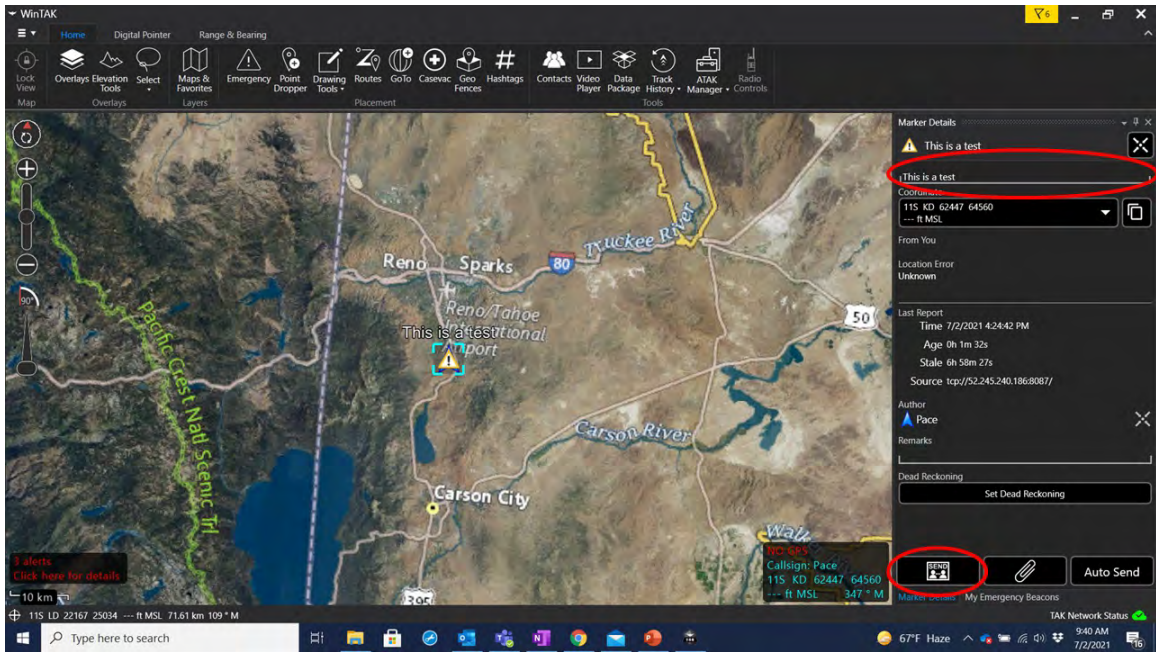 WinTAK
6
Home Digital Pointer Range & Bearing
Lock View
Overlays
Elevation Tools
Select
Maps & Favorites
Emergency
Point Dropper
Drawing Tools
Routes
GoTo
Casevac
Geo Fences
Hashtags
Contacts
Video Player
Data Package
Track History
ATAK Manager
Radio Controls
Map Overlays Layers Placement Tools
Marker Details
This is a test
This is a test
Coordinate
11S KD 62447 64560
--- ft MSL
From You
Location Error
Unknown
Last Report
Time 7/2/2021 4:24:42 PM
Age 0h 1m 32s
Stale 6h 58m 27s
Source tcp://52.245.240.186:8087/
Author
Pace
Remarks
Dead Reckoning
Set Dead Reckoning
SEND
Auto Send
Marker Details My Emergency Beacons
90°
Truckee River
Reno Sparks 80
Reno/Tahoe
International
Airport
This is a test
50
Pacific Crest Natl Scenic Trl
Carson River
Carson City
395
3 alerts
Click here for details
10 km
NO GPS
Callsign: Pace
11S KD 62447 64560
--- ft MSL 347 ° M
11S LD 22167 25034 --- ft MSL 71.61 km 109 ° M
TAK Network Status
Type here to search
67°F Haze
9:40 AM
7/2/2021
16